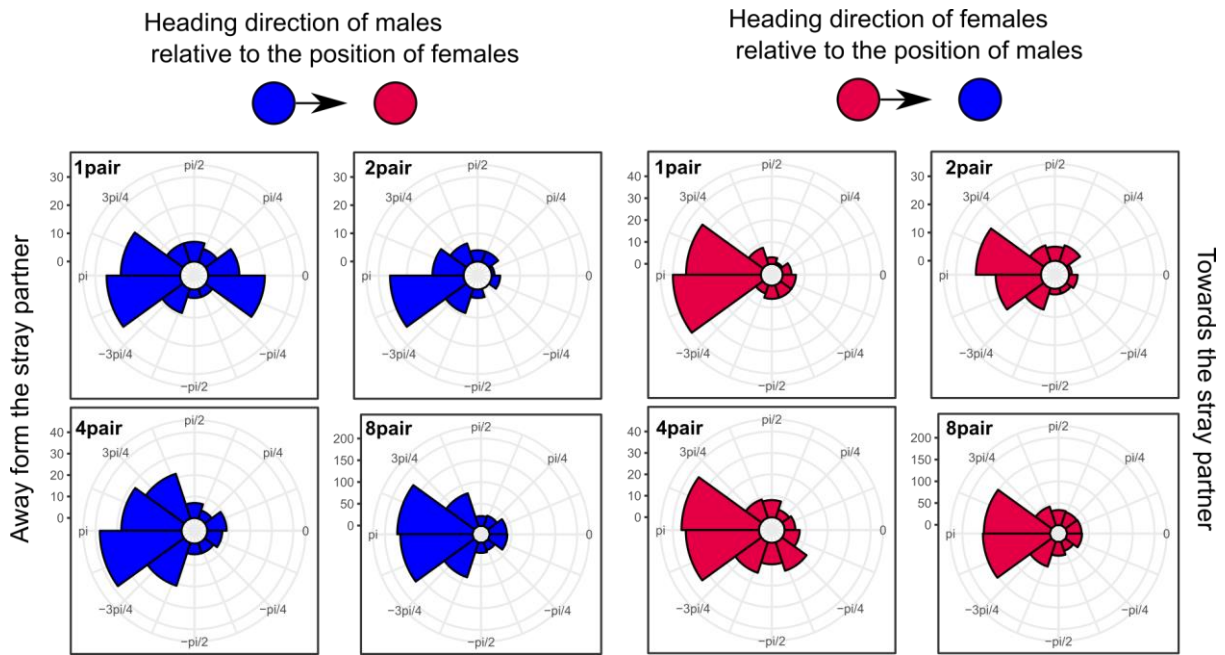 Heading direction of males
relative to the position of females
Heading direction of females
relative to the position of males
Away form the stray partner
1pair
30
20
10
0
pi/2
3pi/4
pi/4
pi
0
−3pi/4
−pi/4
−pi/2
2pair
30
20
10
0
pi/2
3pi/4
pi/4
pi
0
−3pi/4
−pi/4
−pi/2
1pair
40
30
20
10
0
pi/2
3pi/4
pi/4
pi
0
−3pi/4
−pi/4
−pi/2
2pair
30
20
10
0
pi/2
3pi/4
pi/4
pi
0
−3pi/4
−pi/4
−pi/2
Towards the stray partner
4pair
40
30
20
10
0
pi/2
3pi/4
pi/4
pi
0
−3pi/4
−pi/4
−pi/2
8pair
200
150
100
50
0
pi/2
3pi/4
pi/4
pi
0
−3pi/4
−pi/4
−pi/2
4pair
40
30
20
10
0
pi/2
3pi/4
pi/4
pi
0
−3pi/4
−pi/4
−pi/2
8pair
200
150
100
50
0
pi/2
3pi/4
pi/4
pi
0
−3pi/4
−pi/4
−pi/2